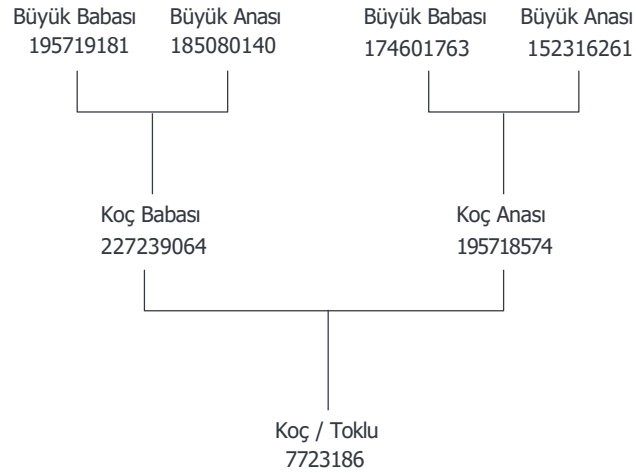 Büyük Babası Büyük Anası Büyük Babası Büyük Anası
195719181 185080140 174601763 152316261
Koç Babası Koç Anası
227239064 195718574
Koç / Toklu
7723186